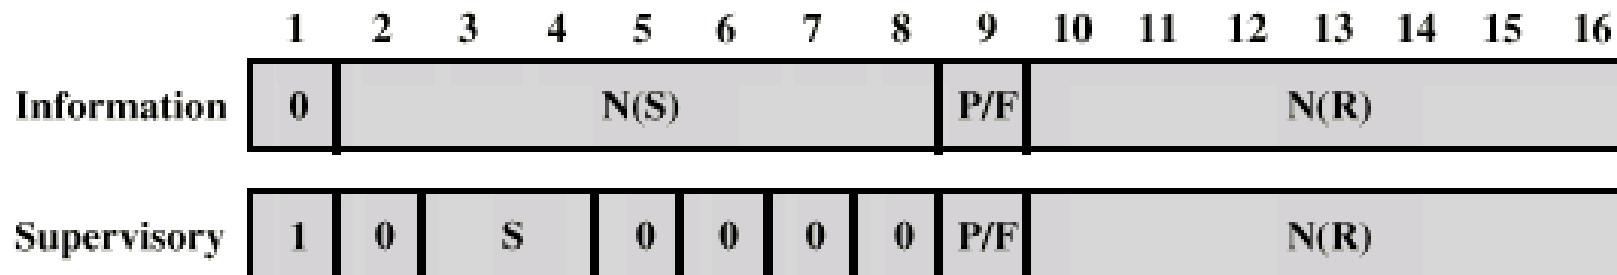 1 2 3 4 5 6 7 8 9 10 11 12 13 14 15 16
Information 0 N(S) P/F N(R)
Supervisory 1 0 S 0 0 0 0 P/F N(R)